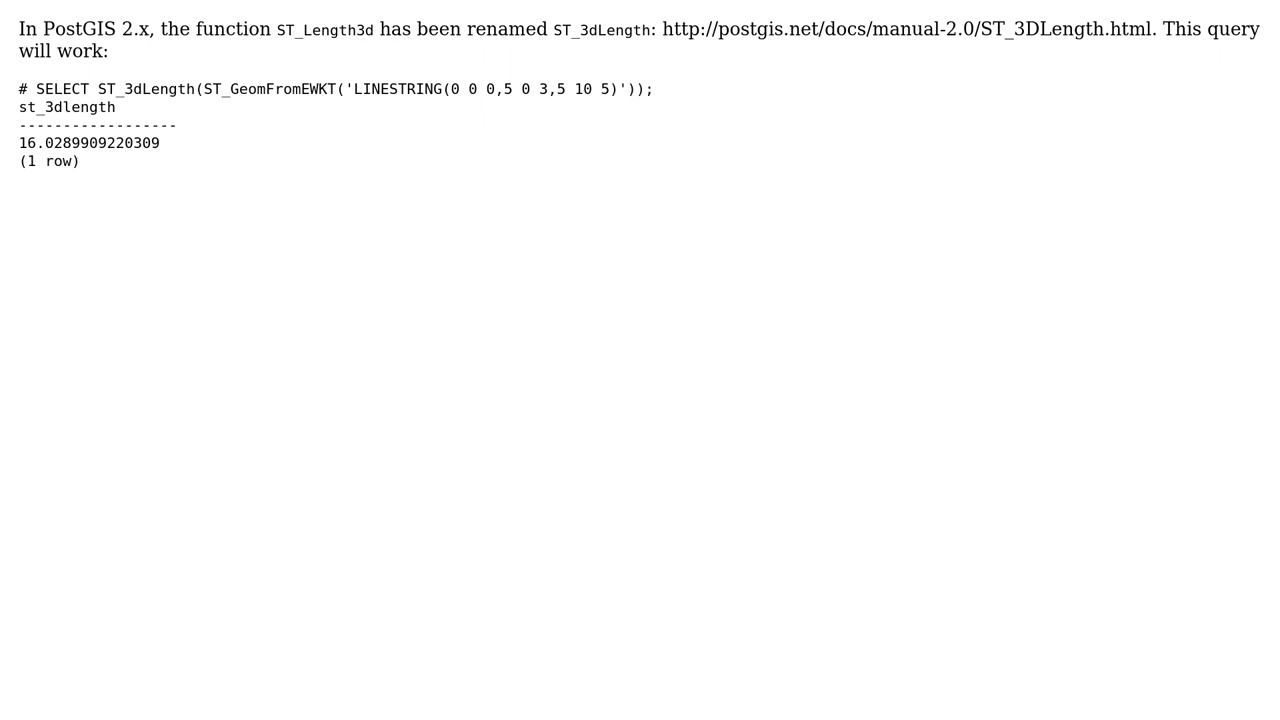 In PostGIS 2.x, the function ST_Length3d has been renamed ST_3dLength: http://postgis.net/docs/manual-2.0/ST_3DLength.html. This query
will work:
# SELECT ST_3dLength(ST_GeomFromEWKT('LINESTRING(0 0 0,5 0 3,5 10 5)'));
st_3dlength
------------------
16.0289909220309
(1 row)